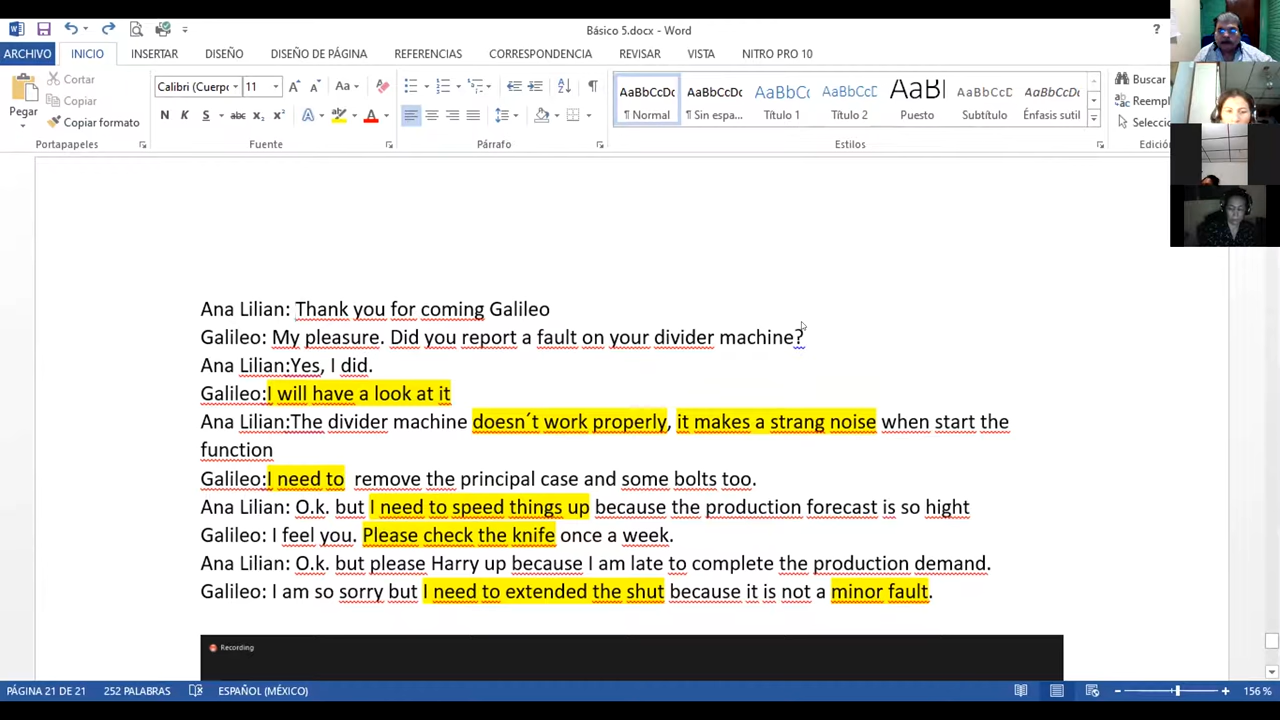 Básico 5.docx - Word
?
ARCHIVO INICIO INSERTAR DISEÑO DISEÑO DE PÁGINA REFERENCIAS CORRESPONDENCIA REVISAR VISTA NITRO PRO 10
Pegar
Cortar
Copiar
Copiar formato
Portapapeles
Calibri (Cuerpo 11
Aa
N K S abc x₂ x²
A A
Fuente
Párrafo
AaBbCcDc AaBbCcDc AaBbCcD AaBbCcD AaBl AaBbCcD AaBbCcDc
¶ Normal ¶ Sin espa... Título 1 Título 2 Puesto Subtítulo Énfasis sutil
Estilos
Buscar
Reempl
Selecci
Edició
Ana Lilian: Thank you for coming Galileo
Galileo: My pleasure. Did you report a fault on your divider machine?
Ana Lilian:Yes, I did.
Galileo:I will have a look at it
Ana Lilian:The divider machine doesn´t work properly, it makes a strang noise when start the
function
Galileo:I need to remove the principal case and some bolts too.
Ana Lilian: O.k. but I need to speed things up because the production forecast is so hight
Galileo: I feel you. Please check the knife once a week.
Ana Lilian: O.k. but please Harry up because I am late to complete the production demand.
Galileo: I am so sorry but I need to extended the shut because it is not a minor fault.
Recording
PÁGINA 21 DE 21 252 PALABRAS ESPAÑOL (MÉXICO) 156 %